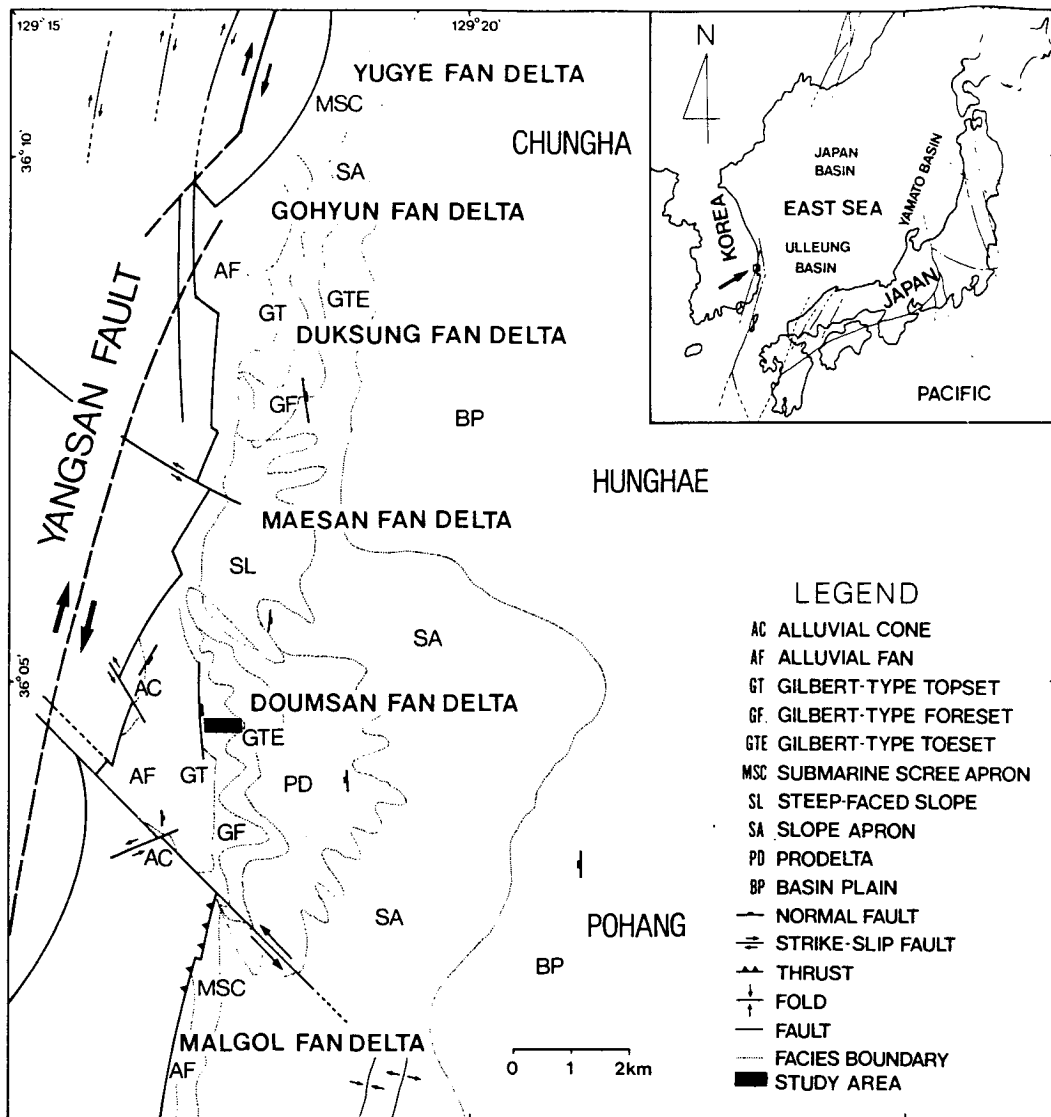 129°15'
129°20'
36°10'
36°05'
YUGYE FAN DELTA
MSC
CHUNGHA
SA
GOHYUN FAN DELTA
AF
GT
GTE
DUKSUNG FAN DELTA
GF
BP
YANGSAN FAULT
HUNGHAE
MAESAN FAN DELTA
SL
SA
AC
DOUMSAN FAN DELTA
GTE
AF
GT
PD
GF
AC
SA
POHANG
BP
MSC
MALGOL FAN DELTA
AF
0 1 2km
N
JAPAN
BASIN
YAMATO BASIN
EAST SEA
KOREA
ULLEUNG
BASIN
JAPAN
PACIFIC
LEGEND
AC ALLUVIAL CONE
AF ALLUVIAL FAN
GT GILBERT-TYPE TOPSET
GF. GILBERT-TYPE FORESET
GTE GILBERT-TYPE TOESET
MSC SUBMARINE SCREE APRON
SL STEEP-FACED SLOPE
SA SLOPE APRON
PD PRODELTA
BP BASIN PLAIN
NORMAL FAULT
STRIKE-SLIP FAULT
THRUST
FOLD
FAULT
FACIES BOUNDARY
STUDY AREA